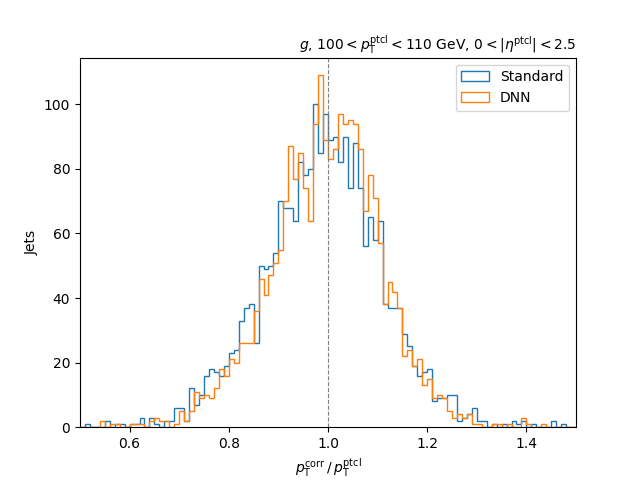 g, 100 < p_T^ptcl < 110 GeV, 0 < |η^ptcl| < 2.5
Standard
DNN
Jets
100
80
60
40
20
0
0.6 0.8 1.0 1.2 1.4
p_T^corr / p_T^ptcl